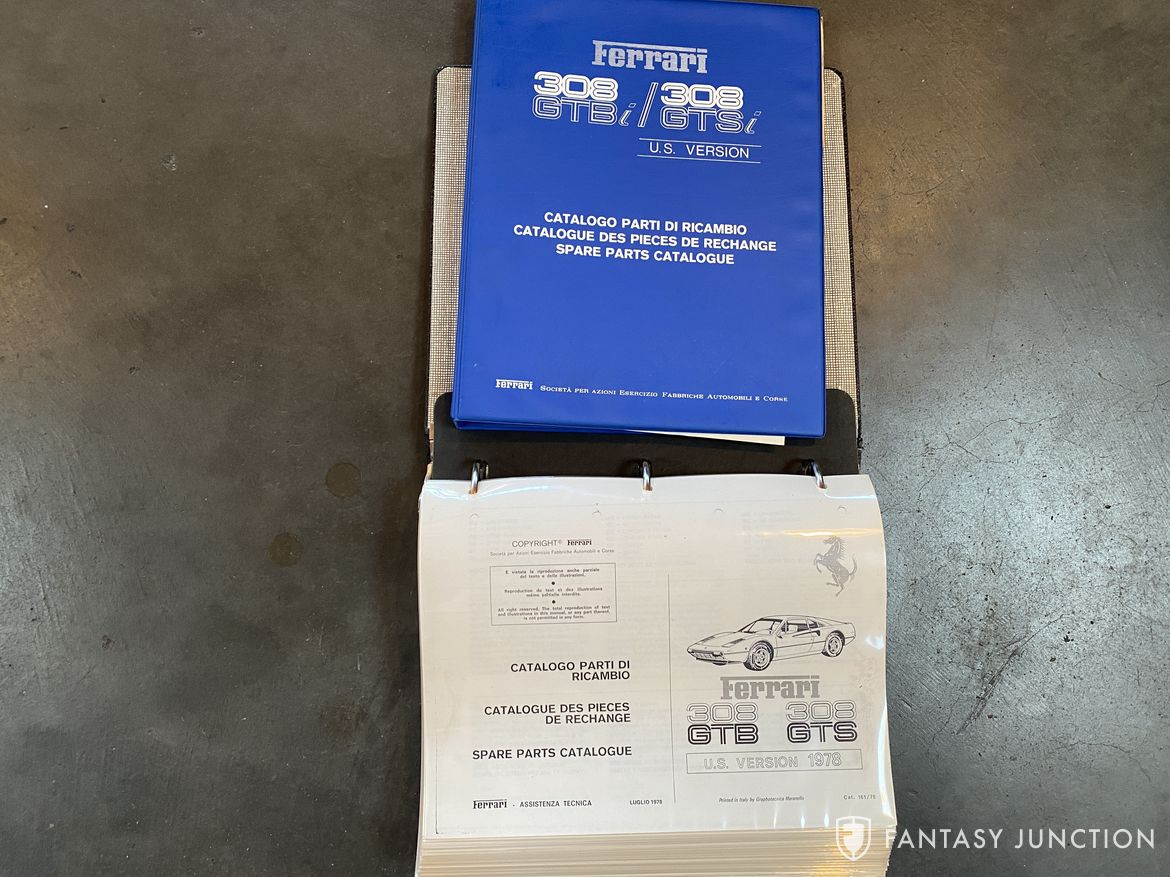 Ferrari
308 GTBi / 308 GTSi
U.S. VERSION
CATALOGO PARTI DI RICAMBIO
CATALOGUE DES PIECES DE RECHANGE
SPARE PARTS CATALOGUE
Ferrari SOCIETÀ PER AZIONI ESERCIZIO FABBRICHE AUTOMOBILI E CORSE
COPYRIGHT® Ferrari
Società per Azioni Esercizio Fabbriche Automobili e Corse
E vietata la riproduzione anche parziale
del testo e delle illustrazioni.
Reproduction du text et des illustrations
même partielle interdite.
All right reserved. The total reproduction of text
and illustrations in this manual, or any part thereof,
is not permitted in any form.
CATALOGO PARTI DI
RICAMBIO
CATALOGUE DES PIECES
DE RECHANGE
SPARE PARTS CATALOGUE
Ferrari - ASSISTENZA TECNICA LUGLIO 1978
Ferrari
308 308
GTB GTS
U.S. VERSION 1978
Printed in Italy by Graphotecnica Maranello
Cat. 161/78
FANTASY JUNCTION